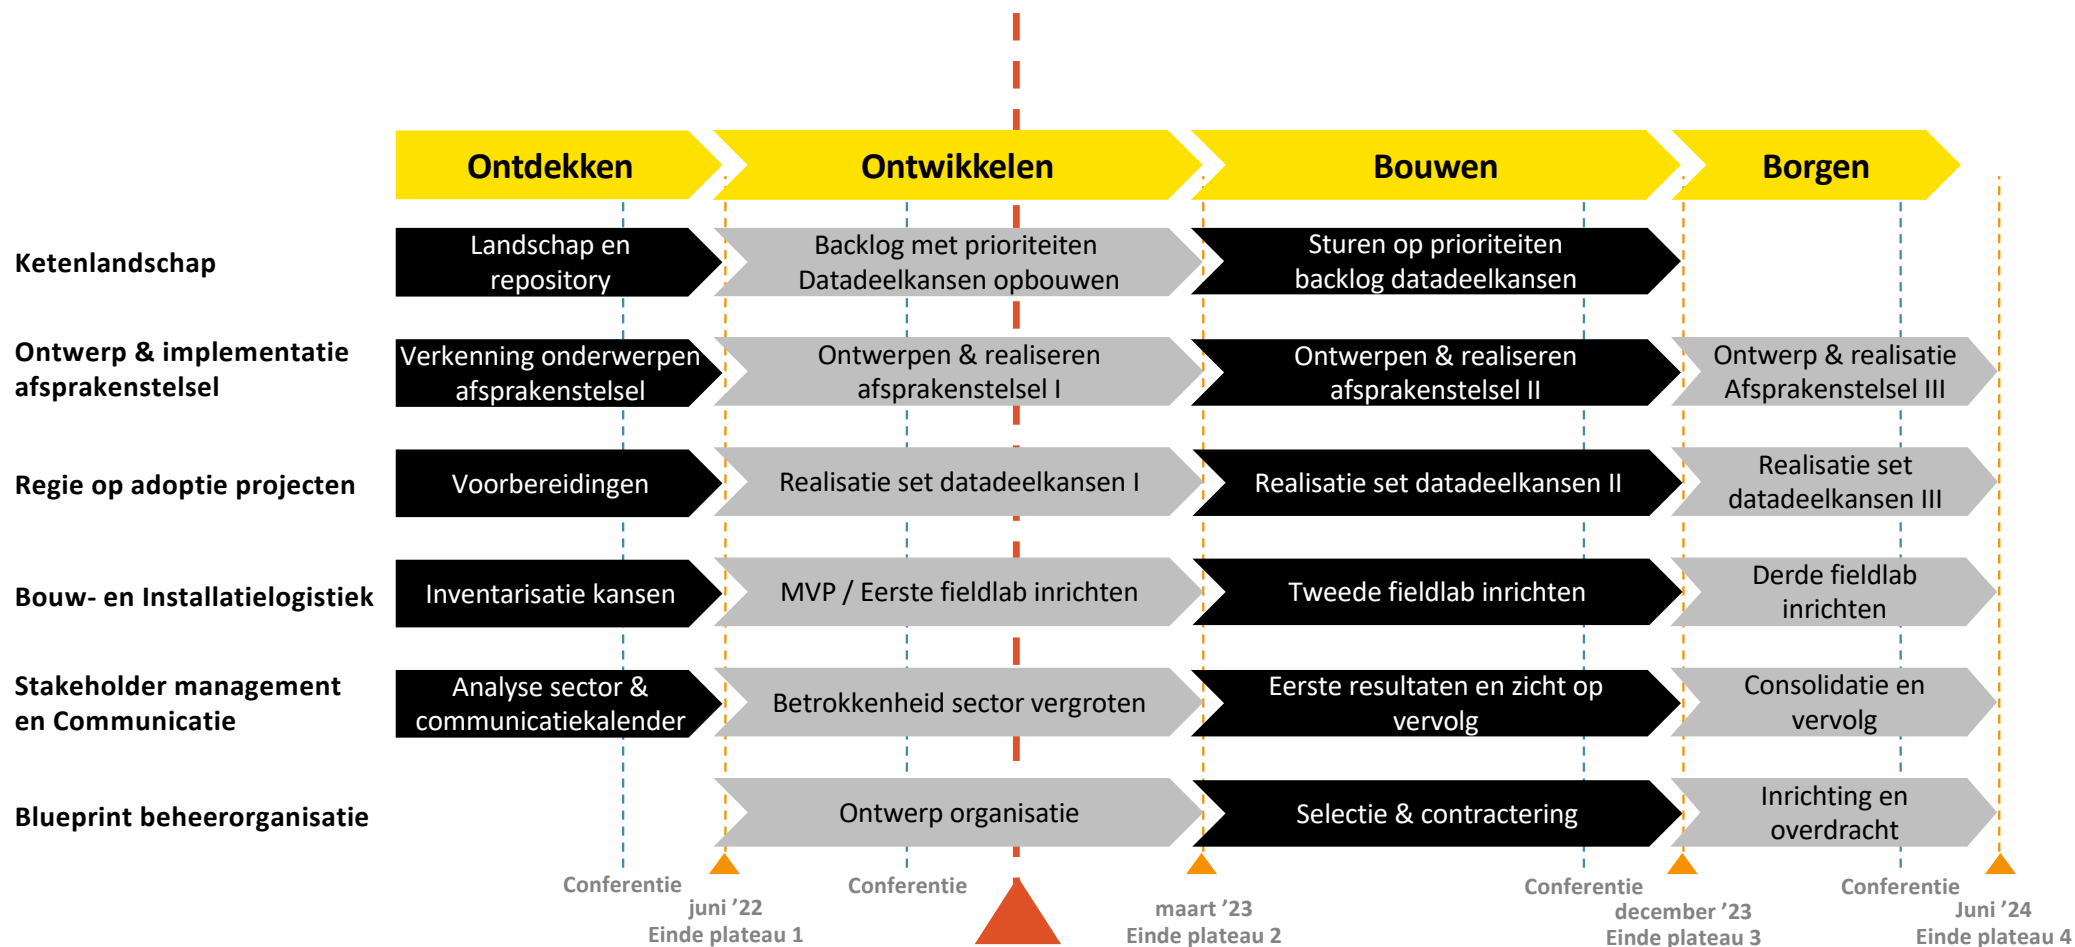 Ontdekken
Ontwikkelen
Bouwen
Borgen
Ketenlandschap
Landschap en
repository
Backlog met prioriteiten
Datadeelkansen opbouwen
Sturen op prioriteiten
backlog datadeelkansen
Ontwerp & implementatie
afsprakenstelsel
Verkenning onderwerpen
afsprakenstelsel
Ontwerpen & realiseren
afsprakenstelsel I
Ontwerpen & realiseren
afsprakenstelsel II
Ontwerp & realisatie
Afsprakenstelsel III
Regie op adoptie projecten
Voorbereidingen
Realisatie set datadeelkansen I
Realisatie set datadeelkansen II
Realisatie set
datadeelkansen III
Bouw- en Installatielogistiek
Inventarisatie kansen
MVP / Eerste fieldlab inrichten
Tweede fieldlab inrichten
Derde fieldlab
inrichten
Stakeholder management
en Communicatie
Analyse sector &
communicatiekalender
Betrokkenheid sector vergroten
Eerste resultaten en zicht op
vervolg
Consolidatie en
vervolg
Blueprint beheerorganisatie
Ontwerp organisatie
Selectie & contractering
Inrichting en
overdracht
Conferentie
juni ’22
Einde plateau 1
Conferentie
maart ’23
Einde plateau 2
Conferentie
december ’23
Einde plateau 3
Conferentie
Juni ’24
Einde plateau 4